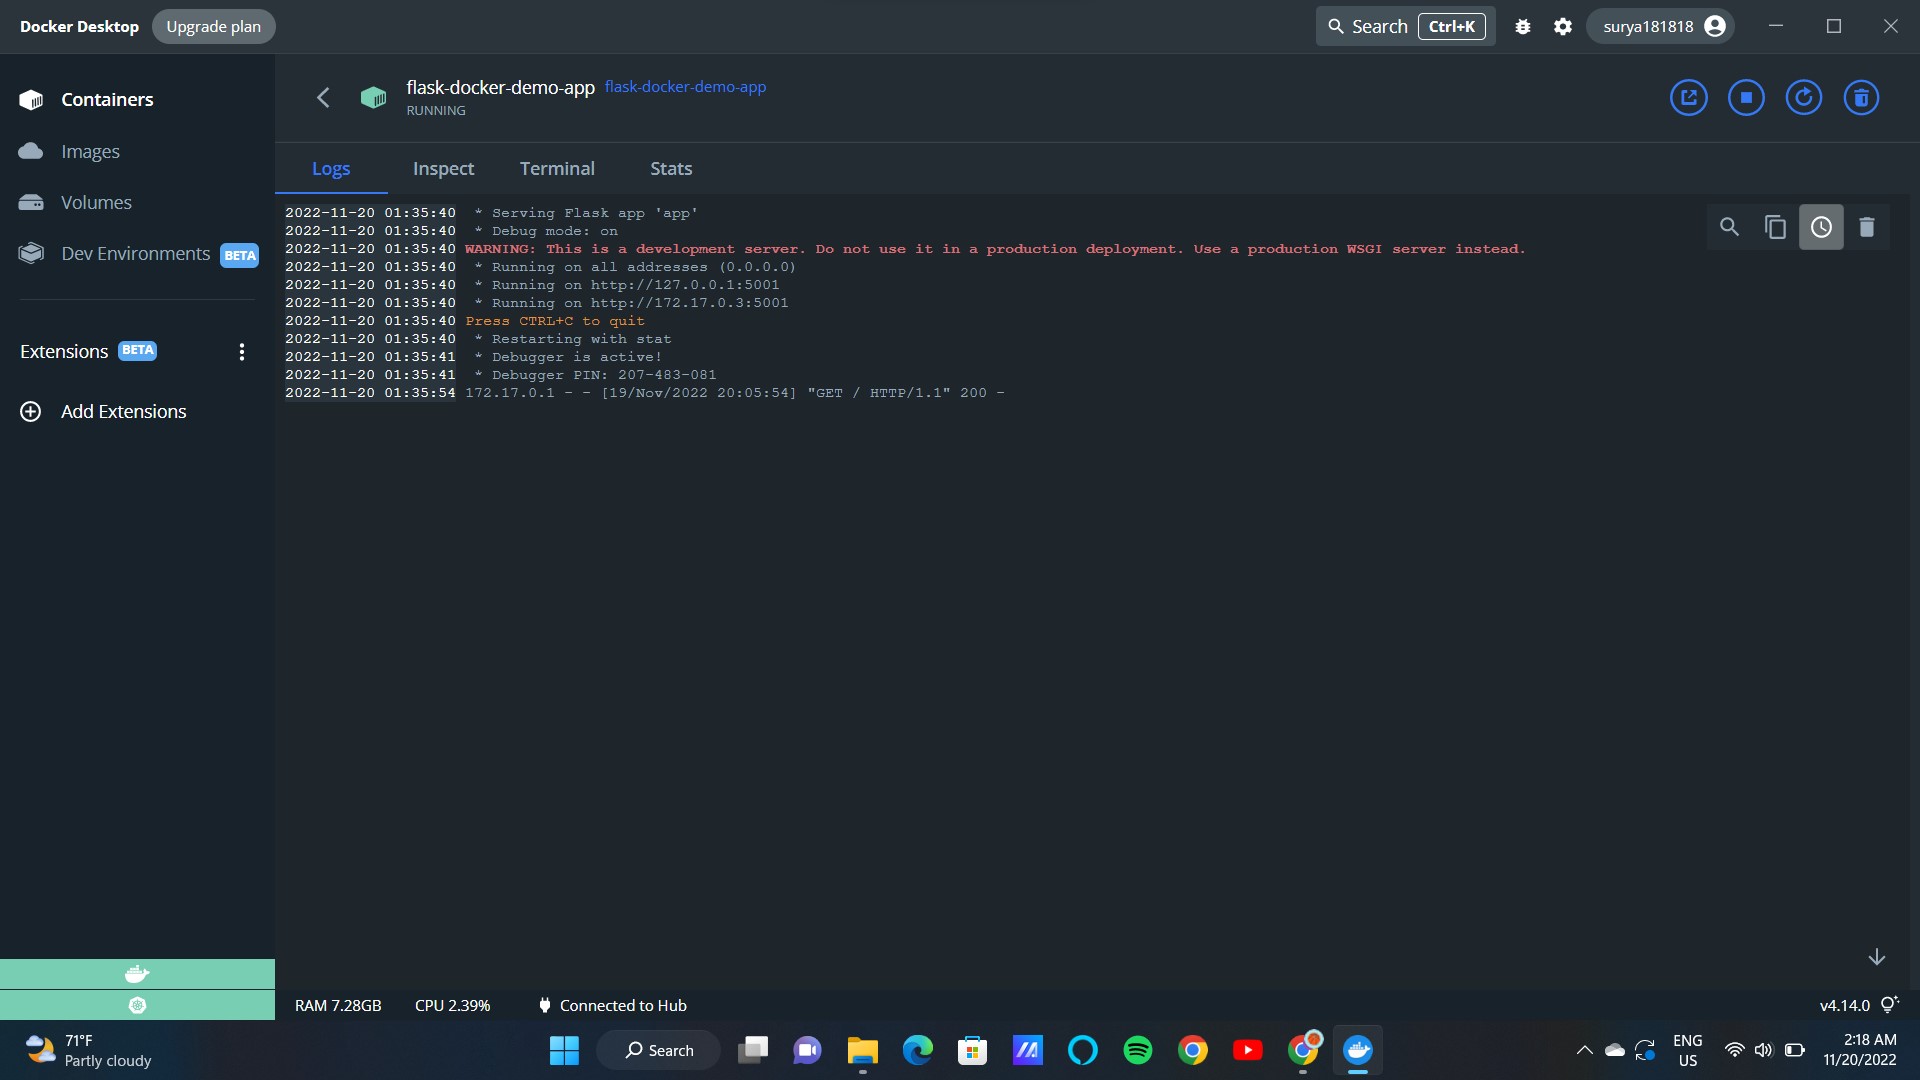 Docker Desktop Upgrade plan Search Ctrl+K surya181818
Containers
Images
Volumes
Dev Environments BETA
Extensions BETA
Add Extensions
flask-docker-demo-app flask-docker-demo-app
RUNNING
Logs Inspect Terminal Stats
2022-11-20 01:35:40 * Serving Flask app 'app'
2022-11-20 01:35:40 * Debug mode: on
2022-11-20 01:35:40 WARNING: This is a development server. Do not use it in a production deployment. Use a production WSGI server instead.
2022-11-20 01:35:40 * Running on all addresses (0.0.0.0)
2022-11-20 01:35:40 * Running on http://127.0.0.1:5001
2022-11-20 01:35:40 * Running on http://172.17.0.3:5001
2022-11-20 01:35:40 Press CTRL+C to quit
2022-11-20 01:35:40 * Restarting with stat
2022-11-20 01:35:41 * Debugger is active!
2022-11-20 01:35:41 * Debugger PIN: 207-483-081
2022-11-20 01:35:54 172.17.0.1 - - [19/Nov/2022 20:05:54] "GET / HTTP/1.1" 200 -
RAM 7.28GB CPU 2.39% Connected to Hub v4.14.0
71°F
Partly cloudy
Search
ENG
US
2:18 AM
11/20/2022